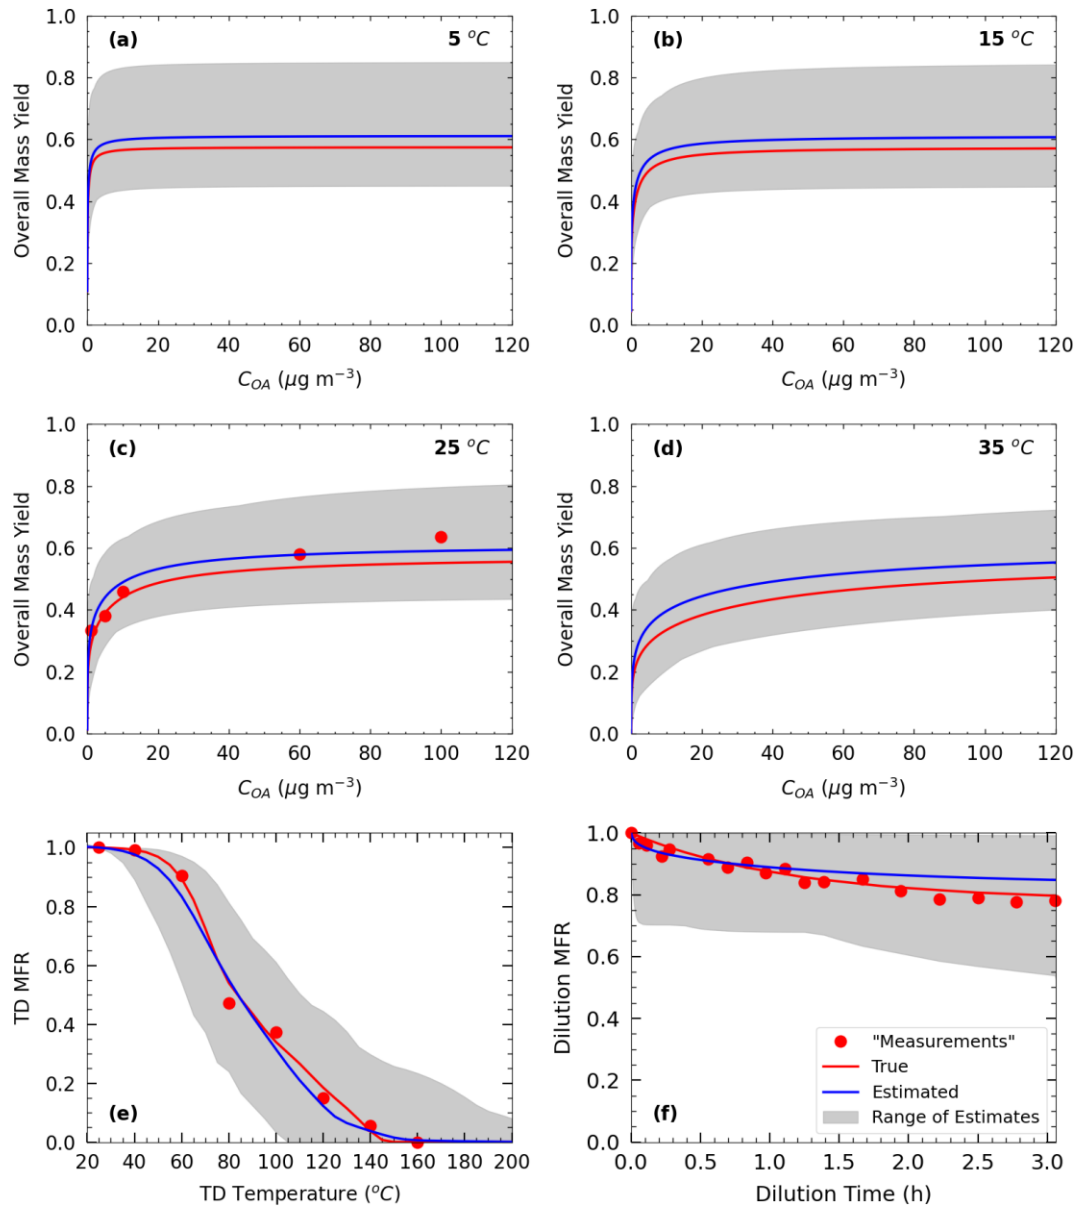 (a) 5 °C
Overall Mass Yield
1.0
0.8
0.6
0.4
0.2
0.0
0 20 40 60 80 100 120
C_OA (μg m⁻³)
(b) 15 °C
Overall Mass Yield
1.0
0.8
0.6
0.4
0.2
0.0
0 20 40 60 80 100 120
C_OA (μg m⁻³)
(c) 25 °C
Overall Mass Yield
1.0
0.8
0.6
0.4
0.2
0.0
0 20 40 60 80 100 120
C_OA (μg m⁻³)
(d) 35 °C
Overall Mass Yield
1.0
0.8
0.6
0.4
0.2
0.0
0 20 40 60 80 100 120
C_OA (μg m⁻³)
(e)
TD MFR
1.0
0.8
0.6
0.4
0.2
0.0
20 40 60 80 100 120 140 160 180 200
TD Temperature (°C)
(f)
Dilution MFR
1.0
0.8
0.6
0.4
0.2
0.0
"Measurements"
True
Estimated
Range of Estimates
0.0 0.5 1.0 1.5 2.0 2.5 3.0
Dilution Time (h)